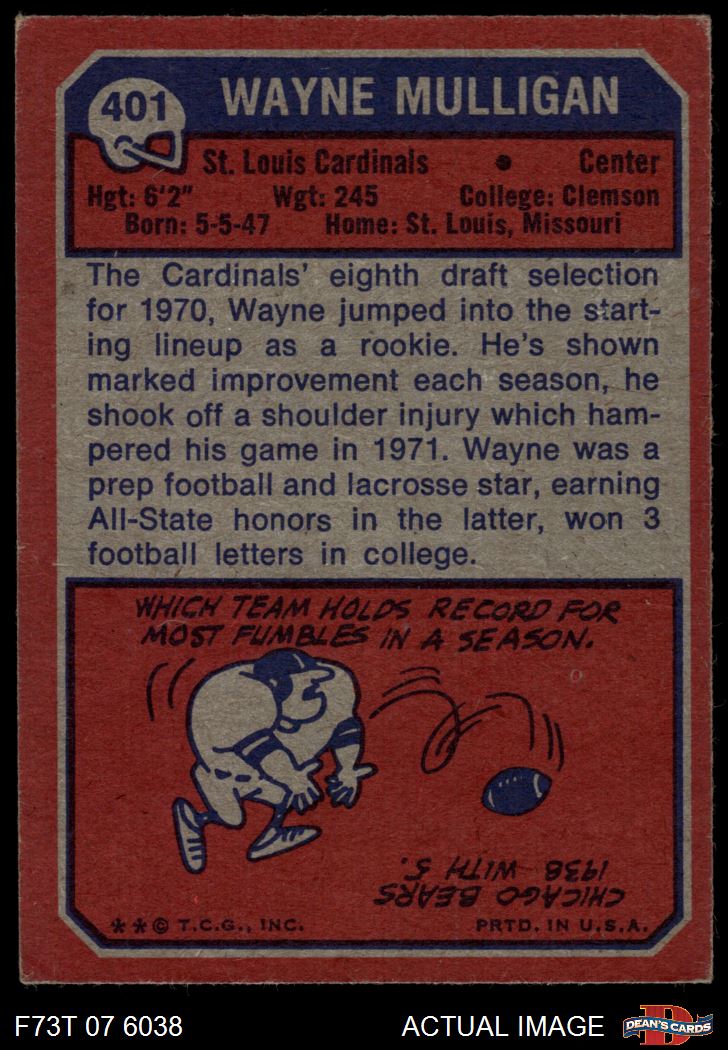 401
WAYNE MULLIGAN
St. Louis Cardinals • Center
Hgt: 6'2" Wgt: 245 College: Clemson
Born: 5-5-47 Home: St. Louis, Missouri
The Cardinals' eighth draft selection
for 1970, Wayne jumped into the start-
ing lineup as a rookie. He's shown
marked improvement each season, he
shook off a shoulder injury which ham-
pered his game in 1971. Wayne was a
prep football and lacrosse star, earning
All-State honors in the latter, won 3
football letters in college.
WHICH TEAM HOLDS RECORD FOR
MOST FUMBLES IN A SEASON.
CHICAGO BEARS
1938 WITH 5.
**© T.C.G., INC. PRTD. IN U.S.A.
F73T 07 6038 ACTUAL IMAGE
D
DEAN'S CARDS